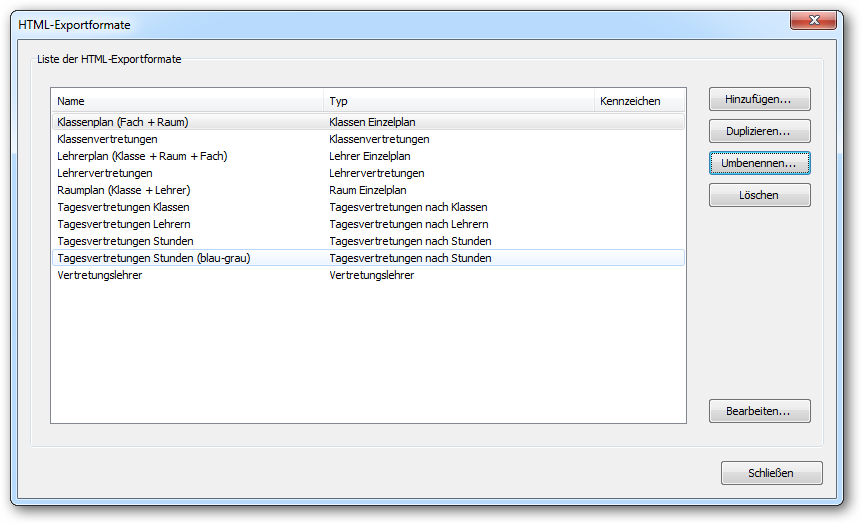 HTML-Exportformate
Liste der HTML-Exportformate
Name Typ Kennzeichen
Klassenplan (Fach + Raum) Klassen Einzelplan
Klassenvertretungen Klassenvertretungen
Lehrerplan (Klasse + Raum + Fach) Lehrer Einzelplan
Lehrervertretungen Lehrervertretungen
Raumplan (Klasse + Lehrer) Raum Einzelplan
Tagesvertretungen Klassen Tagesvertretungen nach Klassen
Tagesvertretungen Lehrern Tagesvertretungen nach Lehrern
Tagesvertretungen Stunden Tagesvertretungen nach Stunden
Tagesvertretungen Stunden (blau-grau) Tagesvertretungen nach Stunden
Vertretungslehrer Vertretungslehrer
Hinzufügen...
Duplizieren...
Umbenennen...
Löschen
Bearbeiten...
Schließen